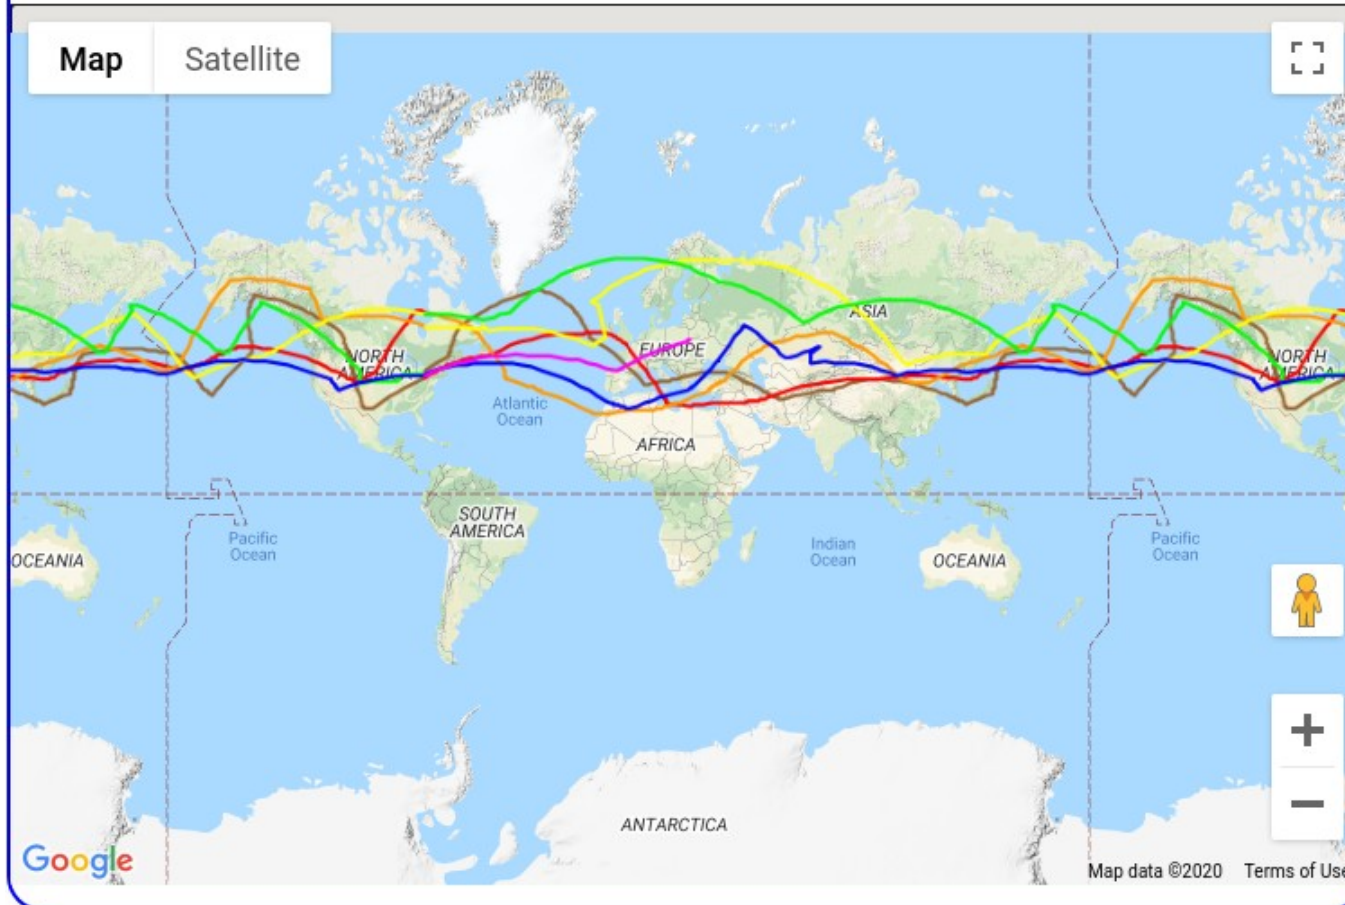 Map Satellite
ASIA
NORTH
AMERICA
NORTH
AMERICA
EUROPE
Atlantic
Ocean
AFRICA
SOUTH
AMERICA
Pacific
Ocean
Indian
Ocean
Pacific
Ocean
OCEANIA
OCEANIA
ANTARCTICA
Google
Map data ©2020 Terms of Use